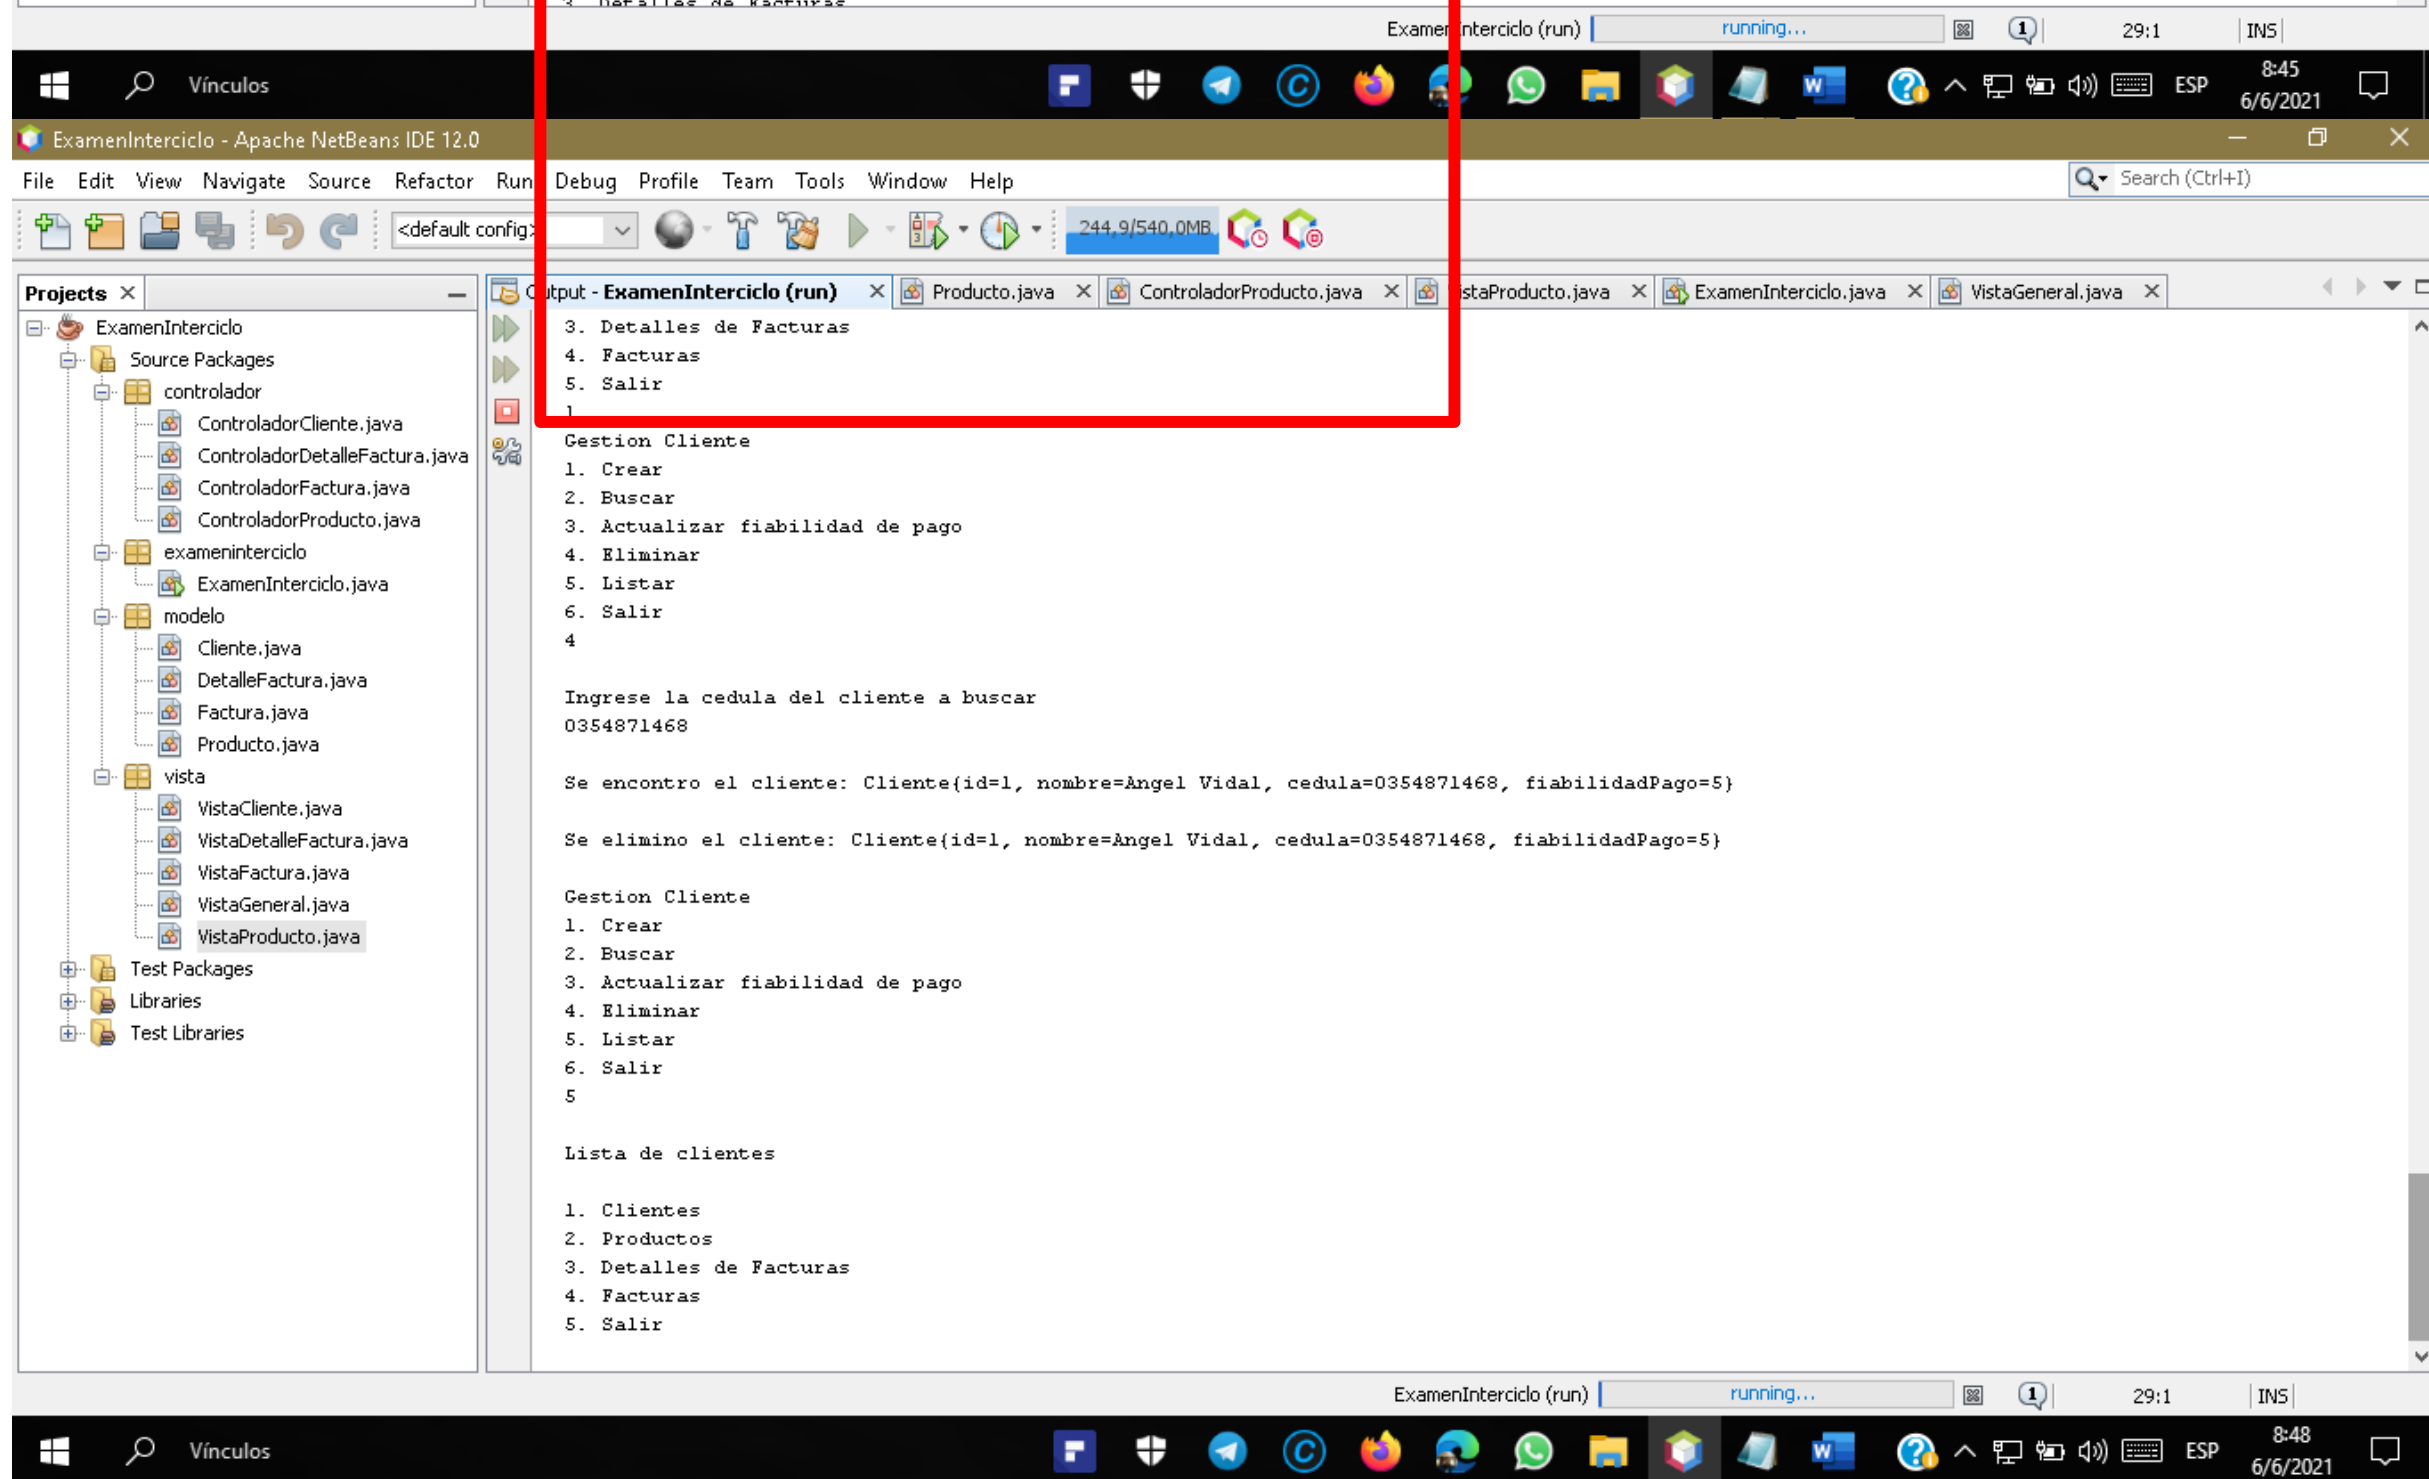 3. Detalles de Facturas
ExamenInterciclo (run) running... 1 29:1 INS
Vínculos
ESP 8:45
6/6/2021
ExamenInterciclo - Apache NetBeans IDE 12.0
File Edit View Navigate Source Refactor Run Debug Profile Team Tools Window Help
Search (Ctrl+I)
<default config> 244,9/540,0MB
Projects
ExamenInterciclo
Source Packages
controlador
ControladorCliente.java
ControladorDetalleFactura.java
ControladorFactura.java
ControladorProducto.java
exameninterciclo
ExamenInterciclo.java
modelo
Cliente.java
DetalleFactura.java
Factura.java
Producto.java
vista
VistaCliente.java
VistaDetalleFactura.java
VistaFactura.java
VistaGeneral.java
VistaProducto.java
Test Packages
Libraries
Test Libraries
Output - ExamenInterciclo (run) Producto.java ControladorProducto.java VistaProducto.java ExamenInterciclo.java VistaGeneral.java
3. Detalles de Facturas
4. Facturas
5. Salir
1
Gestion Cliente
1. Crear
2. Buscar
3. Actualizar fiabilidad de pago
4. Eliminar
5. Listar
6. Salir
4
Ingrese la cedula del cliente a buscar
0354871468
Se encontro el cliente: Cliente{id=1, nombre=Angel Vidal, cedula=0354871468, fiabilidadPago=5}
Se elimino el cliente: Cliente{id=1, nombre=Angel Vidal, cedula=0354871468, fiabilidadPago=5}
Gestion Cliente
1. Crear
2. Buscar
3. Actualizar fiabilidad de pago
4. Eliminar
5. Listar
6. Salir
5
Lista de clientes
1. Clientes
2. Productos
3. Detalles de Facturas
4. Facturas
5. Salir
ExamenInterciclo (run) running... 1 29:1 INS
Vínculos
ESP 8:48
6/6/2021